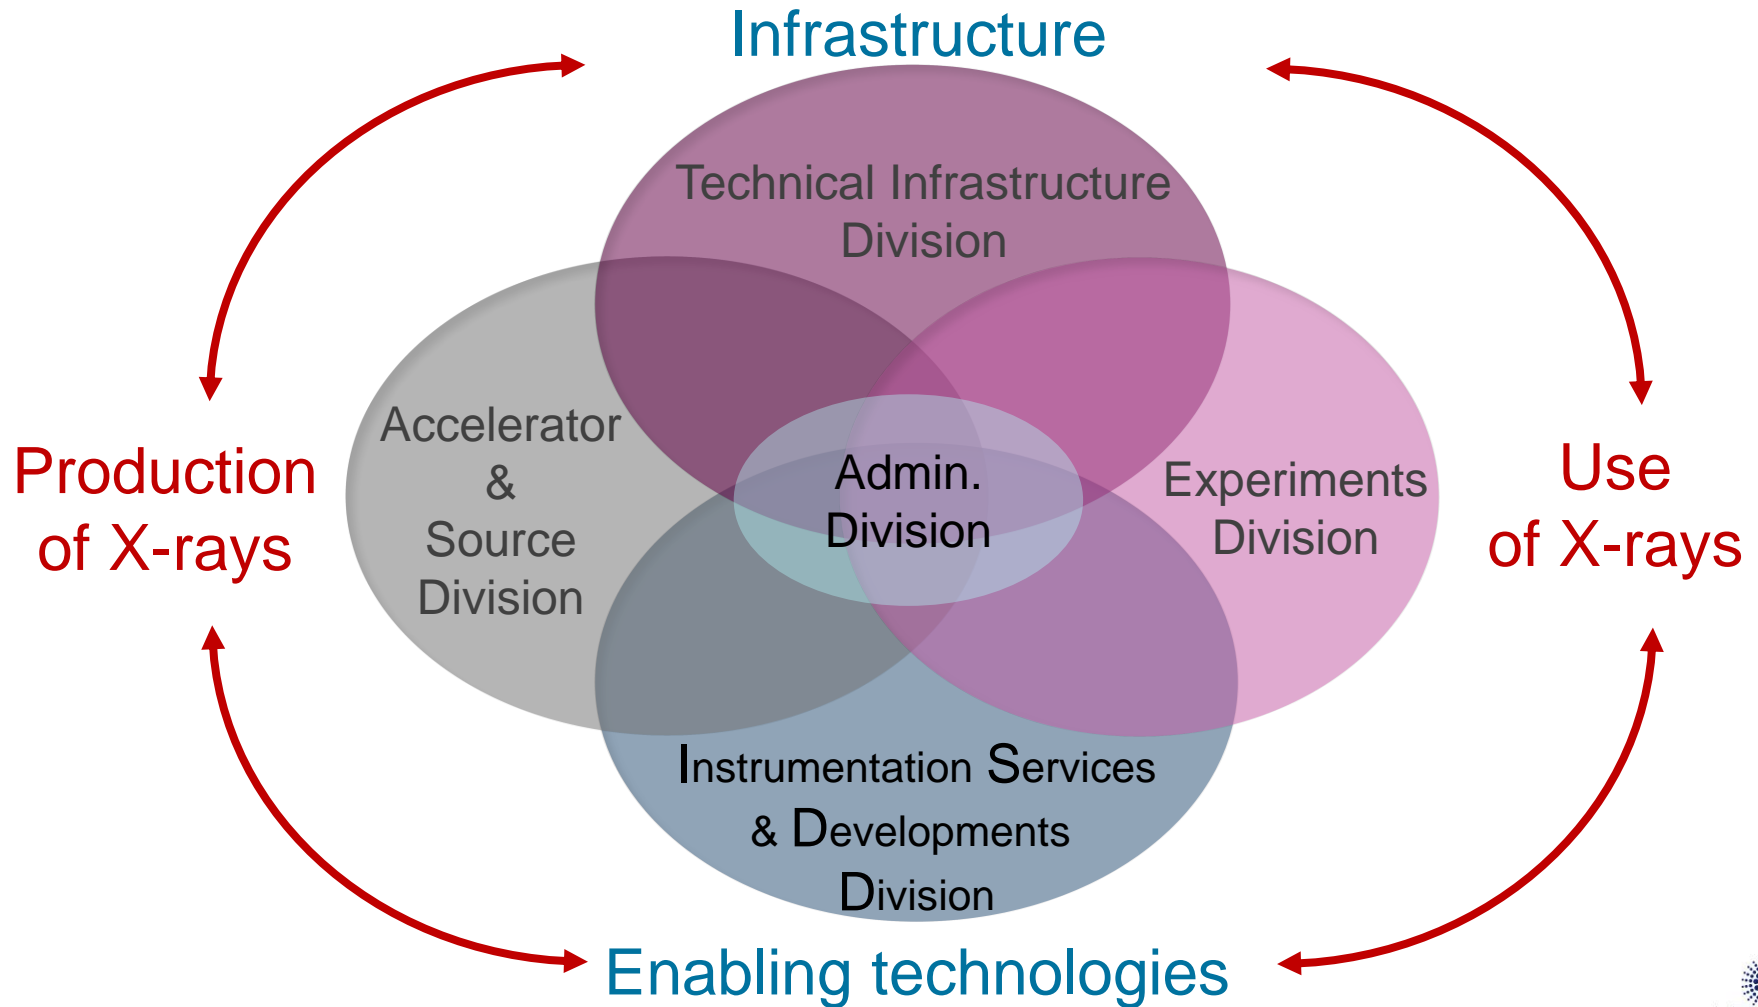 Infrastructure
Technical Infrastructure
Division
Accelerator
&
Source
Division
Production
of X-rays
Admin.
Division
Experiments
Division
Use
of X-rays
Instrumentation Services
& Developments
Division
Enabling technologies